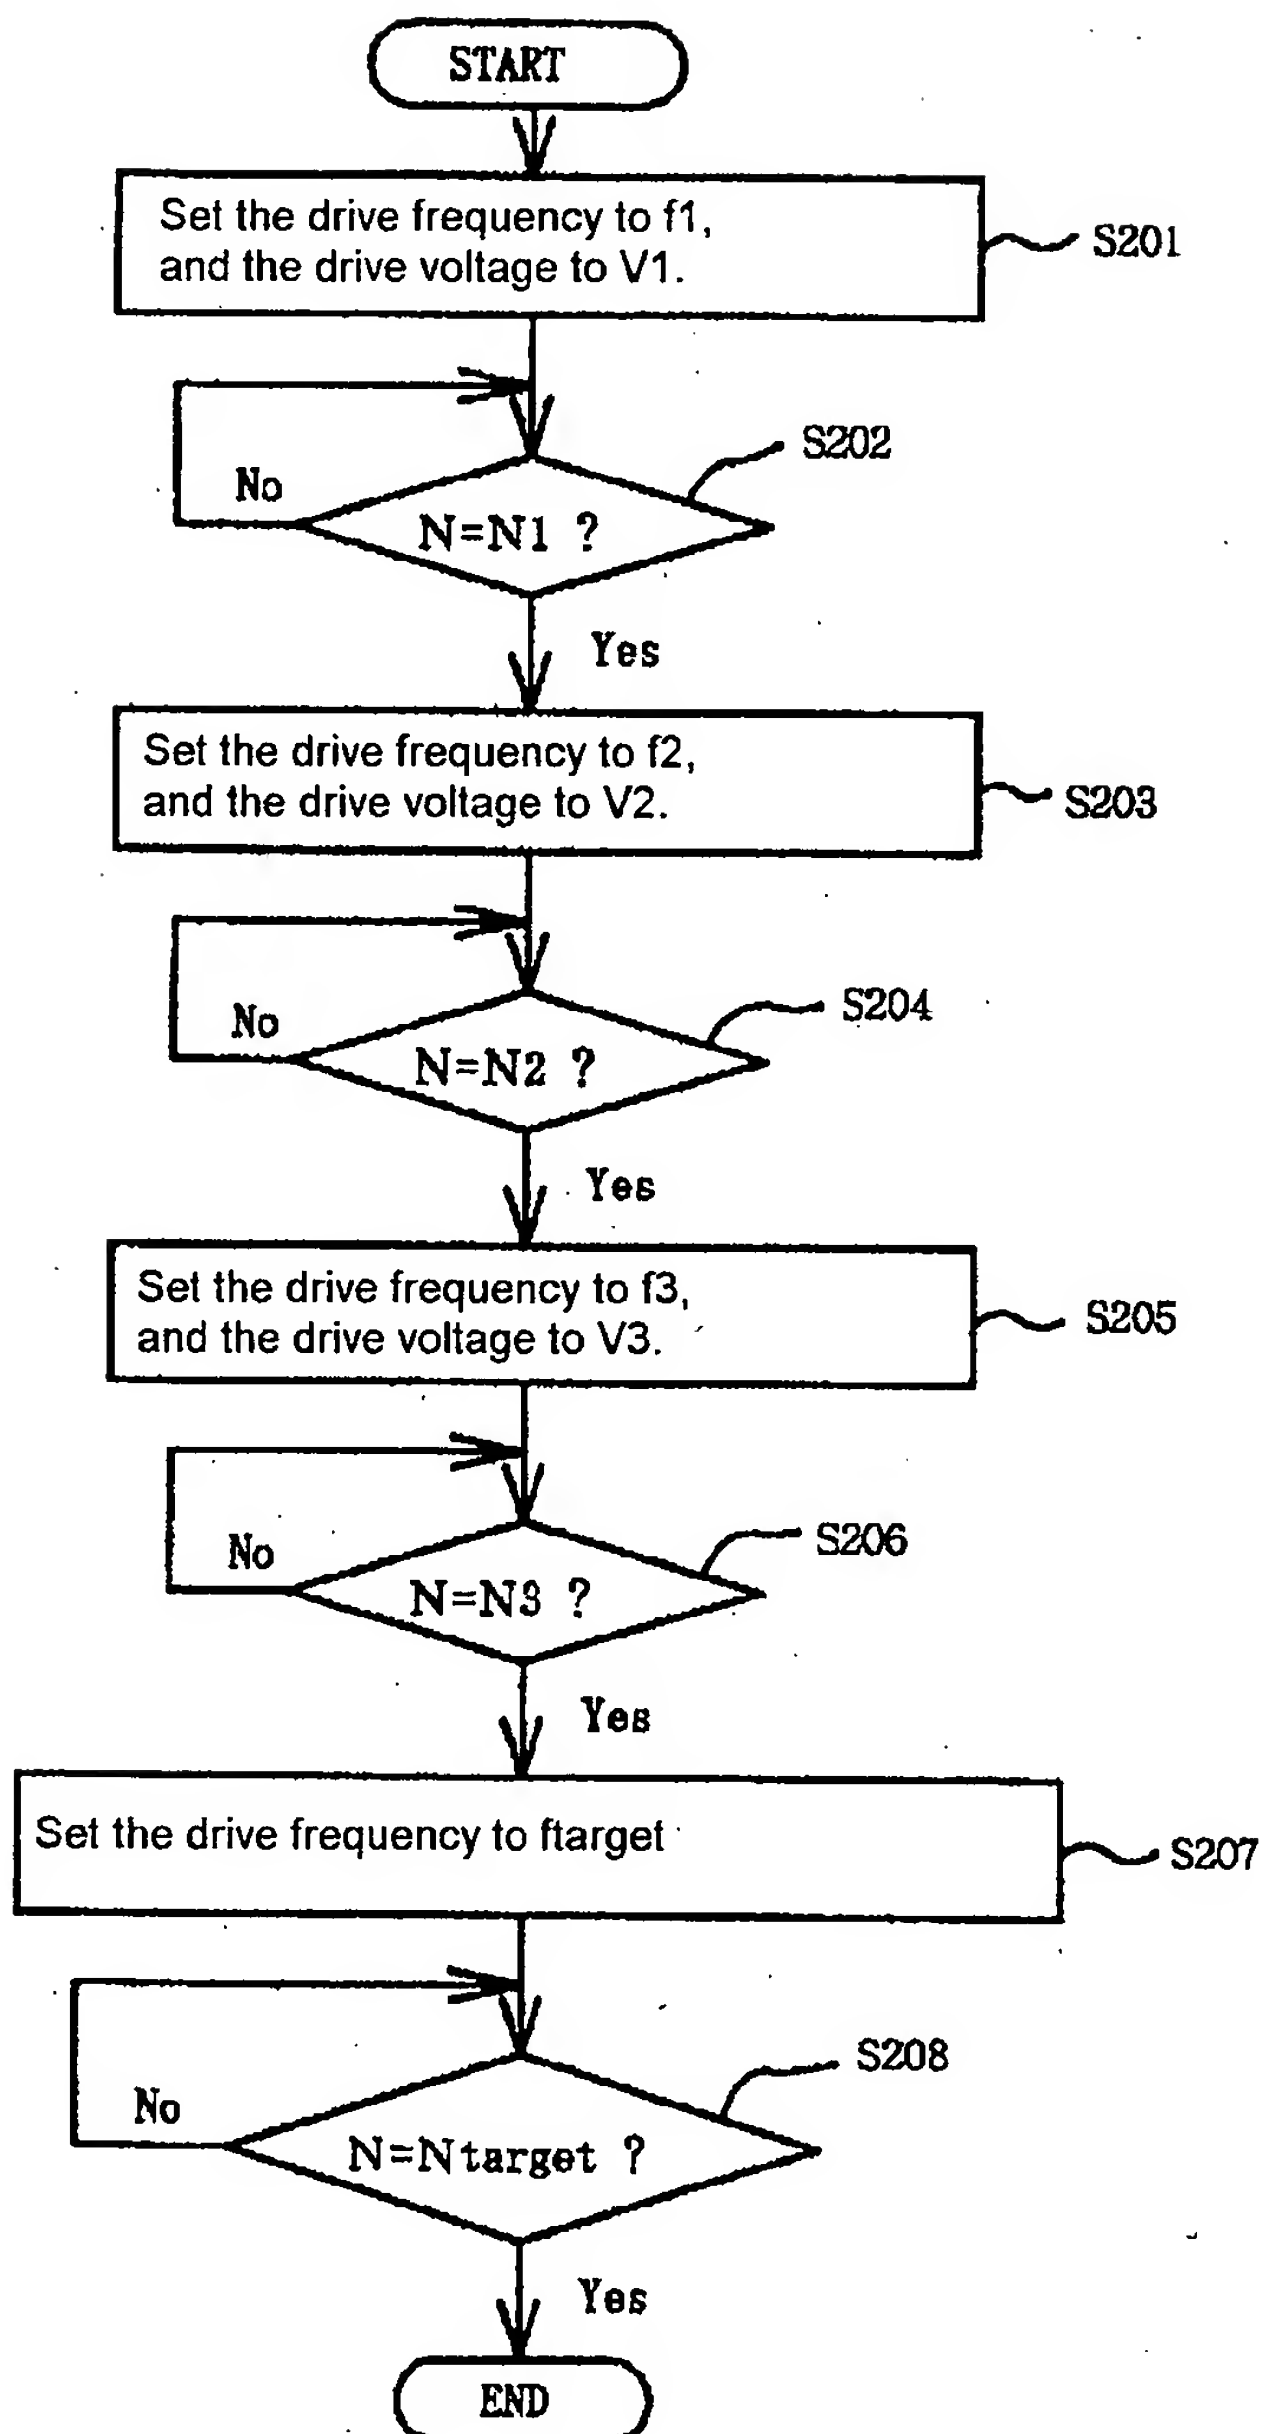 START
Set the drive frequency to f1,
and the drive voltage to V1.
S201
S202
No
N=N1 ?
Yes
Set the drive frequency to f2,
and the drive voltage to V2.
S203
S204
No
N=N2 ?
Yes
Set the drive frequency to f3,
and the drive voltage to V3.
S205
S206
No
N=N3 ?
Yes
Set the drive frequency to ftarget
S207
S208
No
N=Ntarget ?
Yes
END